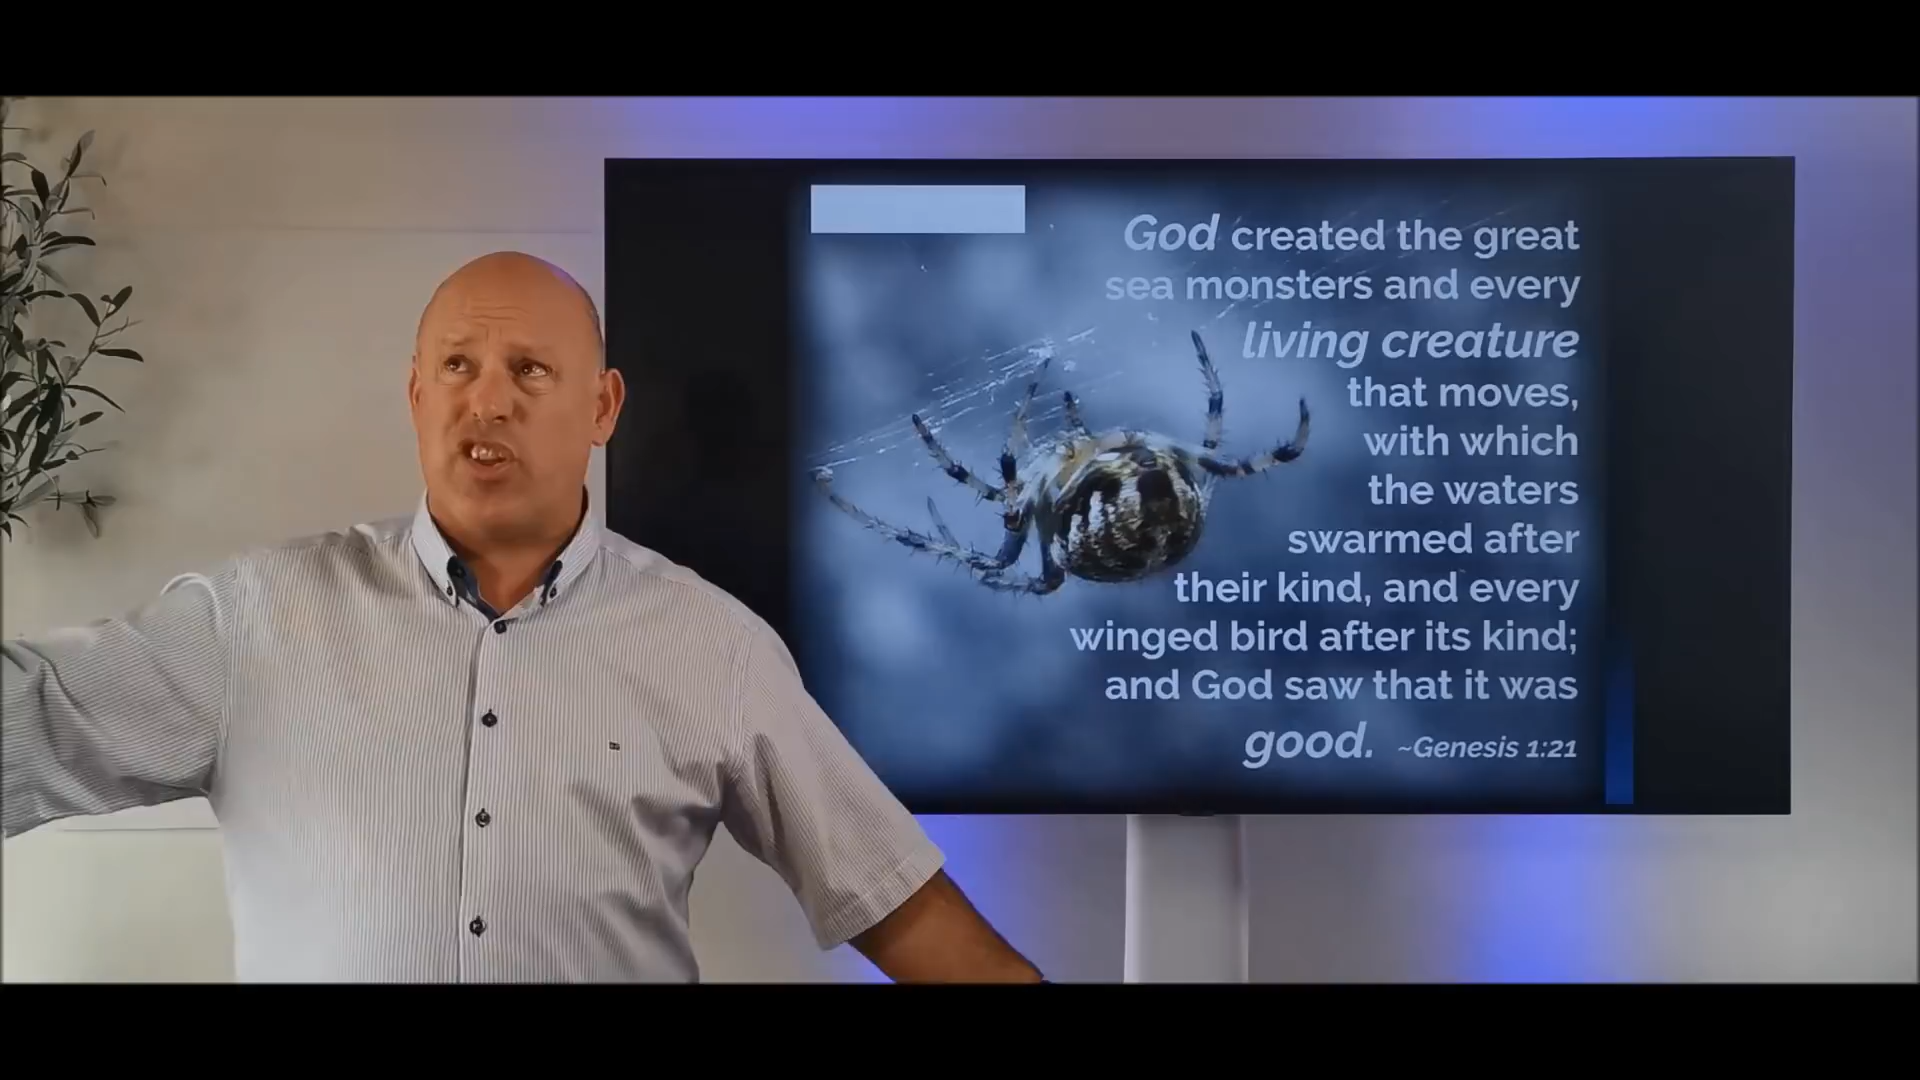 God created the great
sea monsters and every
living creature
that moves,
with which
the waters
swarmed after
their kind, and every
winged bird after its kind;
and God saw that it was
good. ~Genesis 1:21